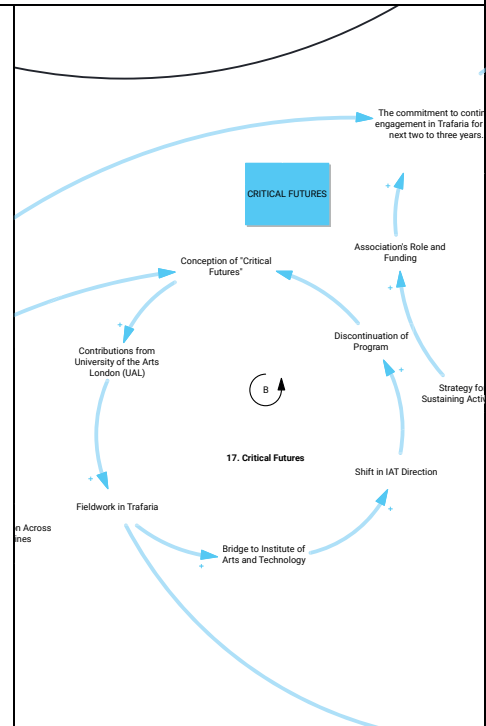 The commitment to contin
engagement in Trafaria for
next two to three years.
CRITICAL FUTURES
Association's Role and
Funding
Conception of "Critical
Futures"
Discontinuation of
Program
Contributions from
University of the Arts
London (UAL)
B
Strategy fo
Sustaining Activ
17. Critical Futures
Shift in IAT Direction
Fieldwork in Trafaria
n Across
ines
Bridge to Institute of
Arts and Technology
+
+
+
+
+
+
+